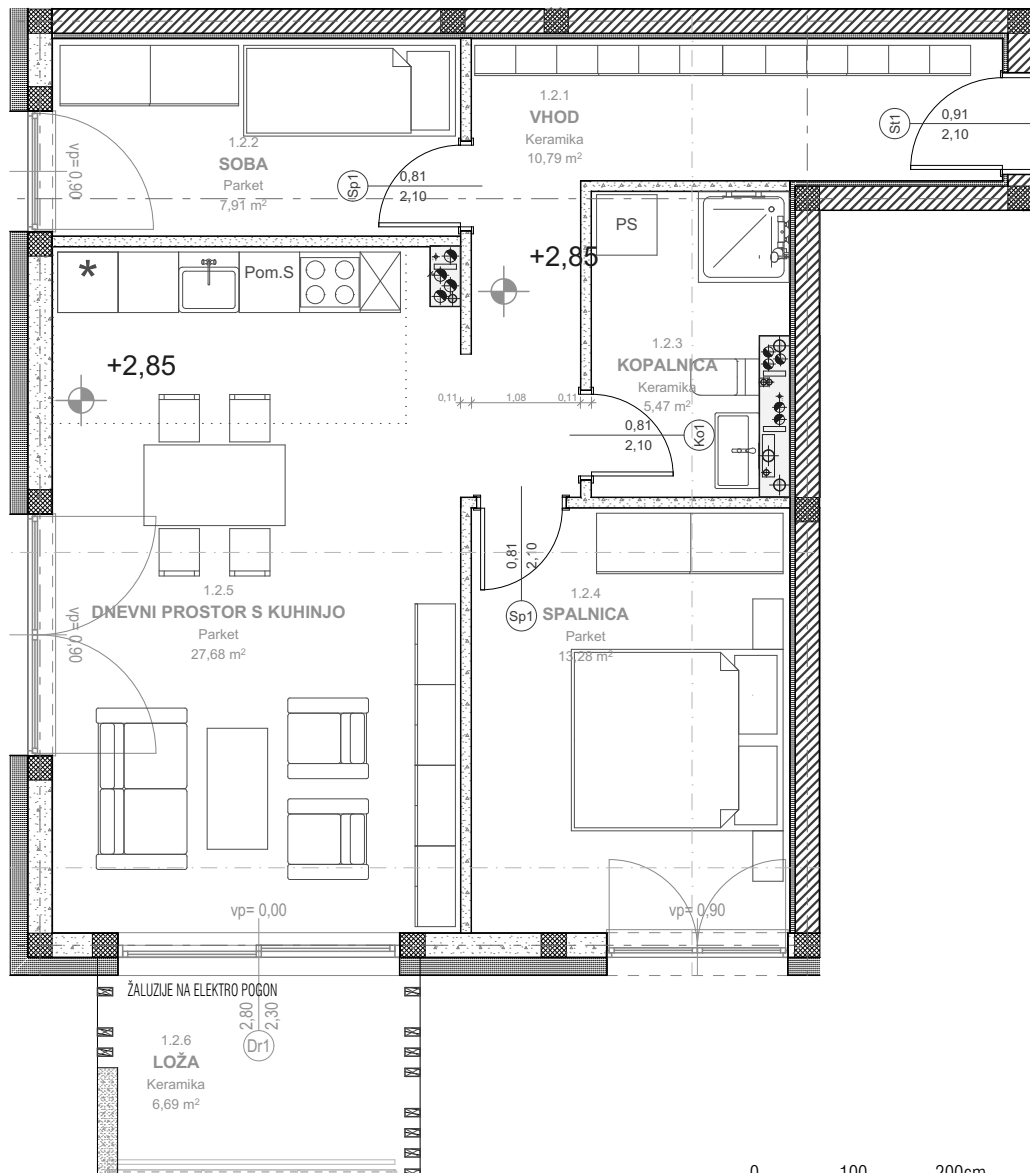 1.2.1
VHOD
Keramika
10,79 m²
St1
0,91
2,10
1.2.2
SOBA
Parket
7,91 m²
vp= 0,90
Sp1
0,81
2,10
PS
+2,85
*
Pom.S
+2,85
1.2.3
KOPALNICA
Keramika
5,47 m²
0,11
1,08
0,11
0,81
2,10
Ko1
0,81
2,10
Sp1
1.2.4
SPALNICA
Parket
13,28 m²
1.2.5
DNEVNI PROSTOR S KUHINJO
Parket
27,68 m²
vp= 0,90
vp= 0,00
vp= 0,90
ŽALUZIJE NA ELEKTRO POGON
2,80
2,30
Dr1
1.2.6
LOŽA
Keramika
6,69 m²
0 100 200cm